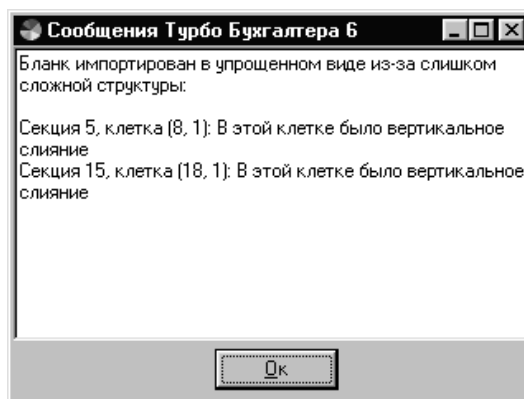 Сообщения Турбо Бухгалтера 6
Бланк импортирован в упрощенном виде из-за слишком
сложной структуры:
Секция 5, клетка (8, 1): В этой клетке было вертикальное
слияние
Секция 15, клетка (18, 1): В этой клетке было вертикальное
слияние
Ок